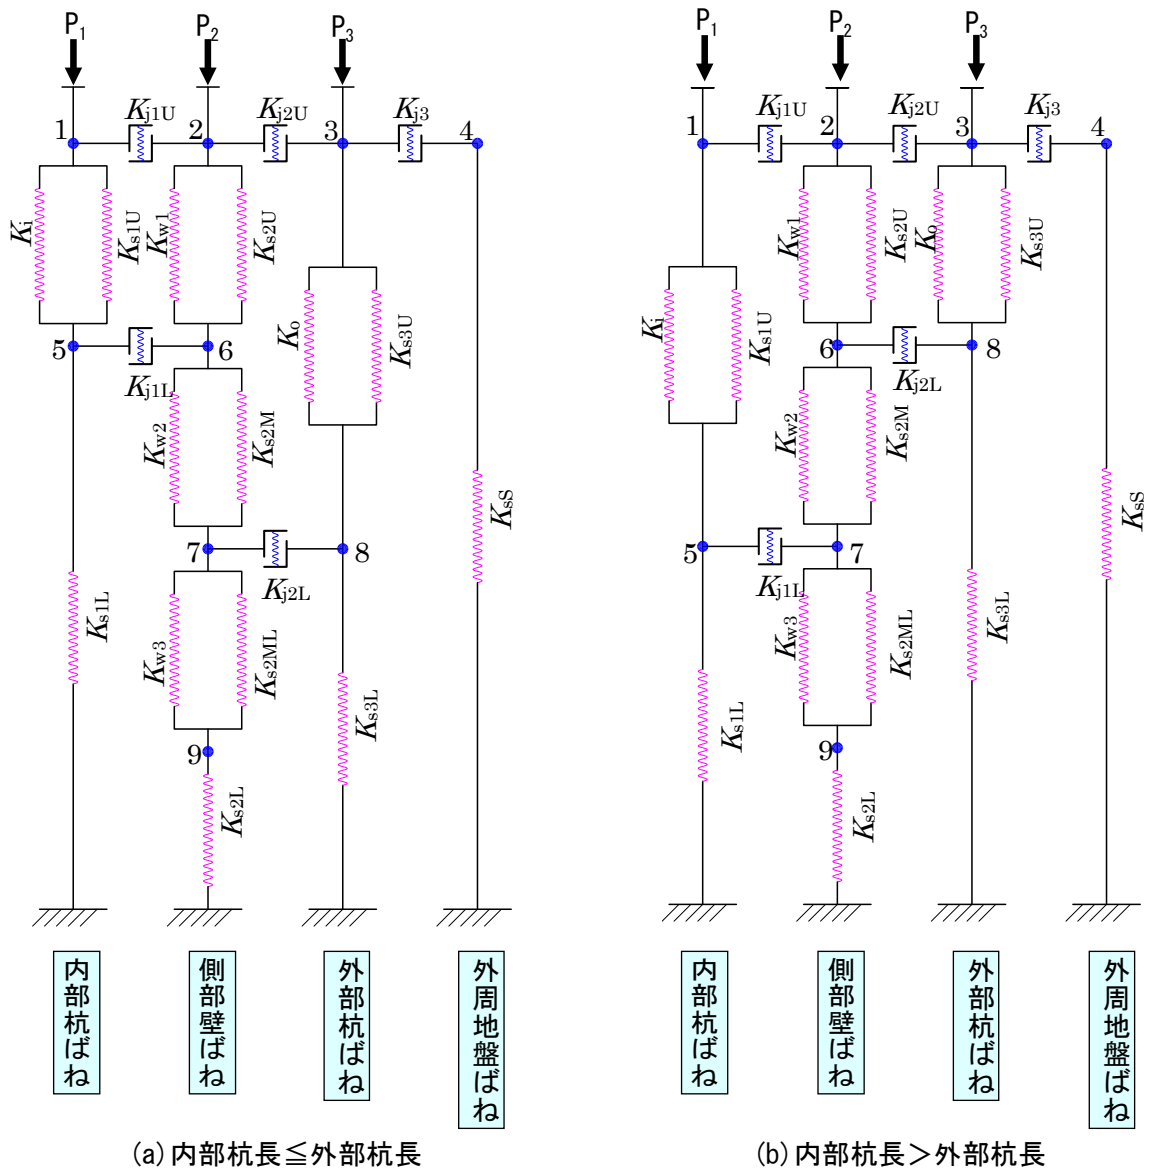 P1 P2 P3
Kj1U Kj2U Kj3
1 2 3 4
Ki Ks1U Kw1 Ks2U
Ko Ks3U
5 6
Kj1L
Kw2 Ks2M
KsS
7 8
Kj2L
Ks1L
Kw3 Ks2ML
Ks3L
9
Ks2L
内部杭ばね
側部壁ばね
外部杭ばね
外周地盤ばね
(a)内部杭長≦外部杭長
P1 P2 P3
Kj1U Kj2U Kj3
1 2 3 4
Kw1 Ks2U Ko Ks3U
Ki Ks1U
6 8
Kj2L
Kw2 Ks2M
KsS
5 7
Kj1L
Kw3 Ks2ML
Ks3L
Ks1L
9
Ks2L
内部杭ばね
側部壁ばね
外部杭ばね
外周地盤ばね
(b)内部杭長＞外部杭長